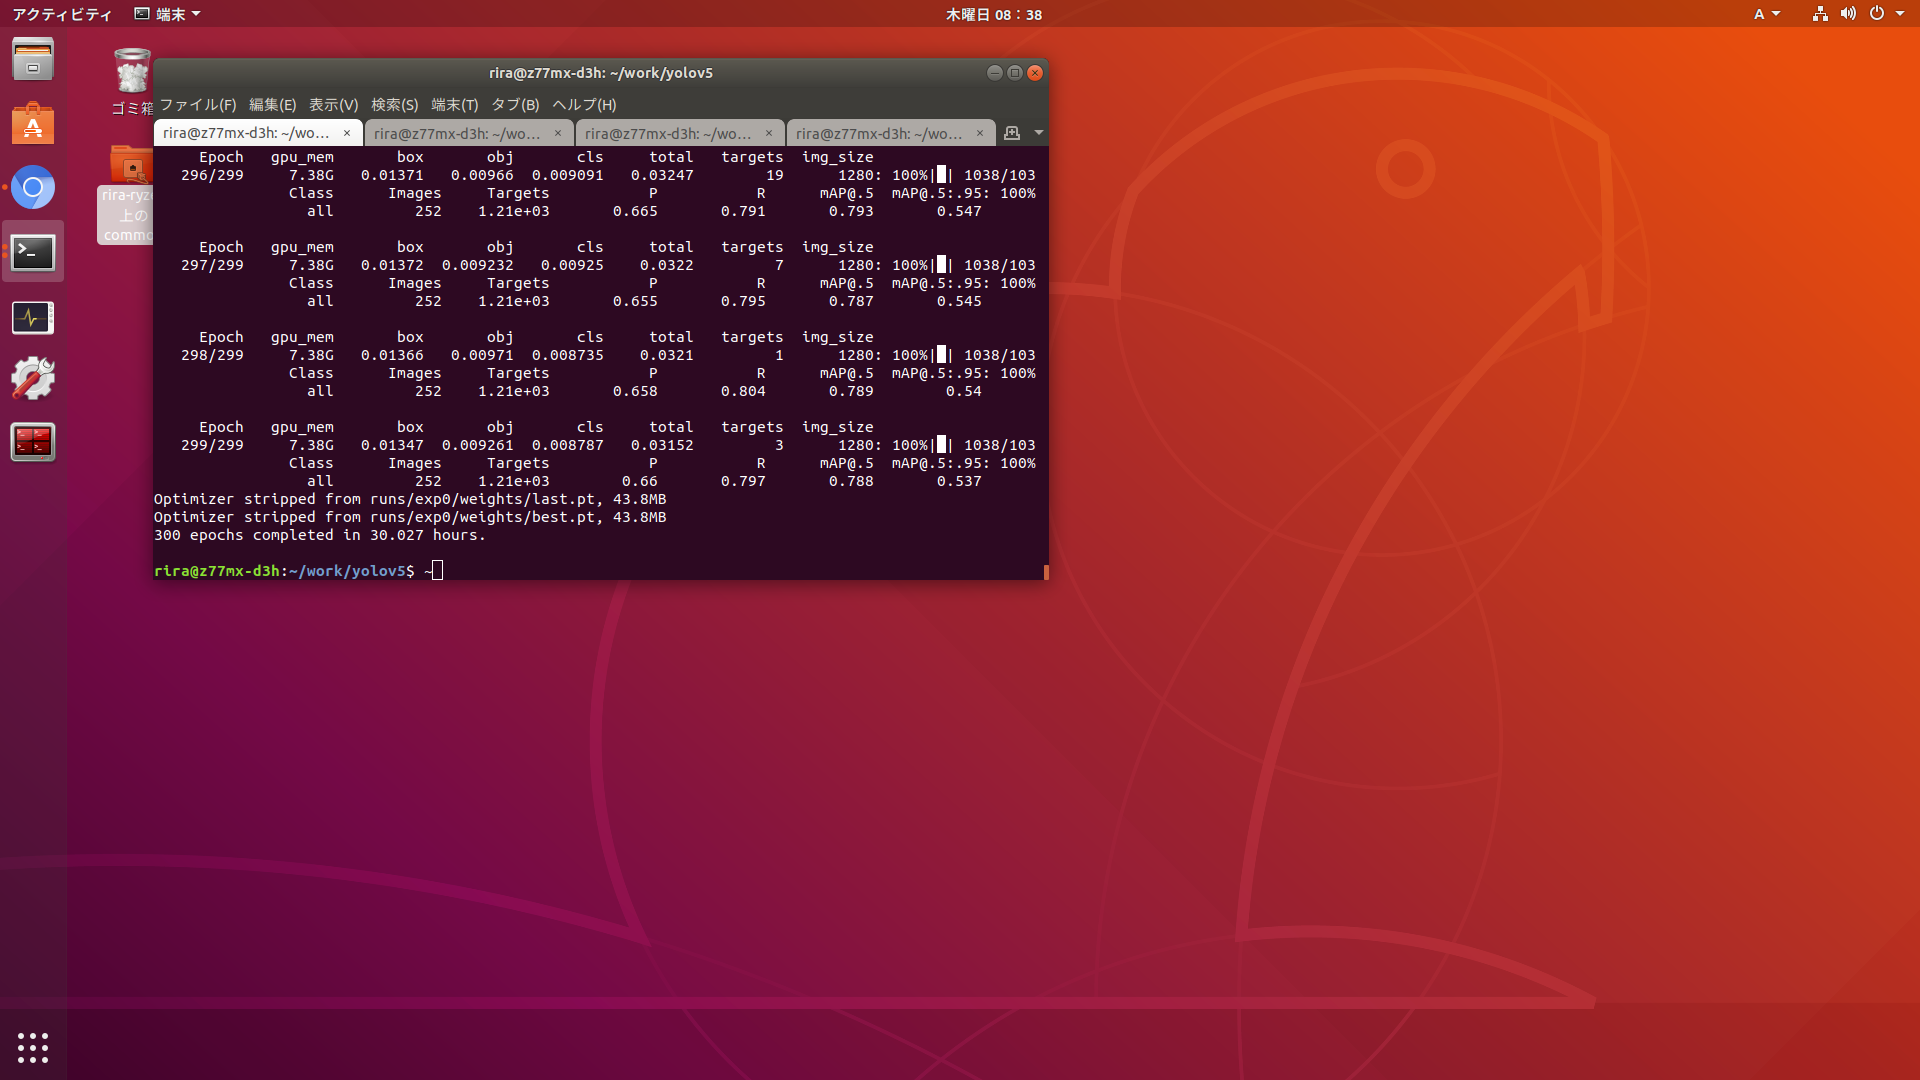 アクティビティ 端末 木曜日 08：38 A
ゴミ箱
rira-ryze
上の
commo
rira@z77mx-d3h: ~/work/yolov5
ファイル(F) 編集(E) 表示(V) 検索(S) 端末(T) タブ(B) ヘルプ(H)
rira@z77mx-d3h: ~/wo… × rira@z77mx-d3h: ~/wo… × rira@z77mx-d3h: ~/wo… × rira@z77mx-d3h: ~/wo… ×
Epoch gpu_mem box obj cls total targets img_size
296/299 7.38G 0.01371 0.00966 0.009091 0.03247 19 1280: 100%|█| 1038/103
Class Images Targets P R mAP@.5 mAP@.5:.95: 100%
all 252 1.21e+03 0.665 0.791 0.793 0.547
Epoch gpu_mem box obj cls total targets img_size
297/299 7.38G 0.01372 0.009232 0.00925 0.0322 7 1280: 100%|█| 1038/103
Class Images Targets P R mAP@.5 mAP@.5:.95: 100%
all 252 1.21e+03 0.655 0.795 0.787 0.545
Epoch gpu_mem box obj cls total targets img_size
298/299 7.38G 0.01366 0.00971 0.008735 0.0321 1 1280: 100%|█| 1038/103
Class Images Targets P R mAP@.5 mAP@.5:.95: 100%
all 252 1.21e+03 0.658 0.804 0.789 0.54
Epoch gpu_mem box obj cls total targets img_size
299/299 7.38G 0.01347 0.009261 0.008787 0.03152 3 1280: 100%|█| 1038/103
Class Images Targets P R mAP@.5 mAP@.5:.95: 100%
all 252 1.21e+03 0.66 0.797 0.788 0.537
Optimizer stripped from runs/exp0/weights/last.pt, 43.8MB
Optimizer stripped from runs/exp0/weights/best.pt, 43.8MB
300 epochs completed in 30.027 hours.
rira@z77mx-d3h:~/work/yolov5$ ~